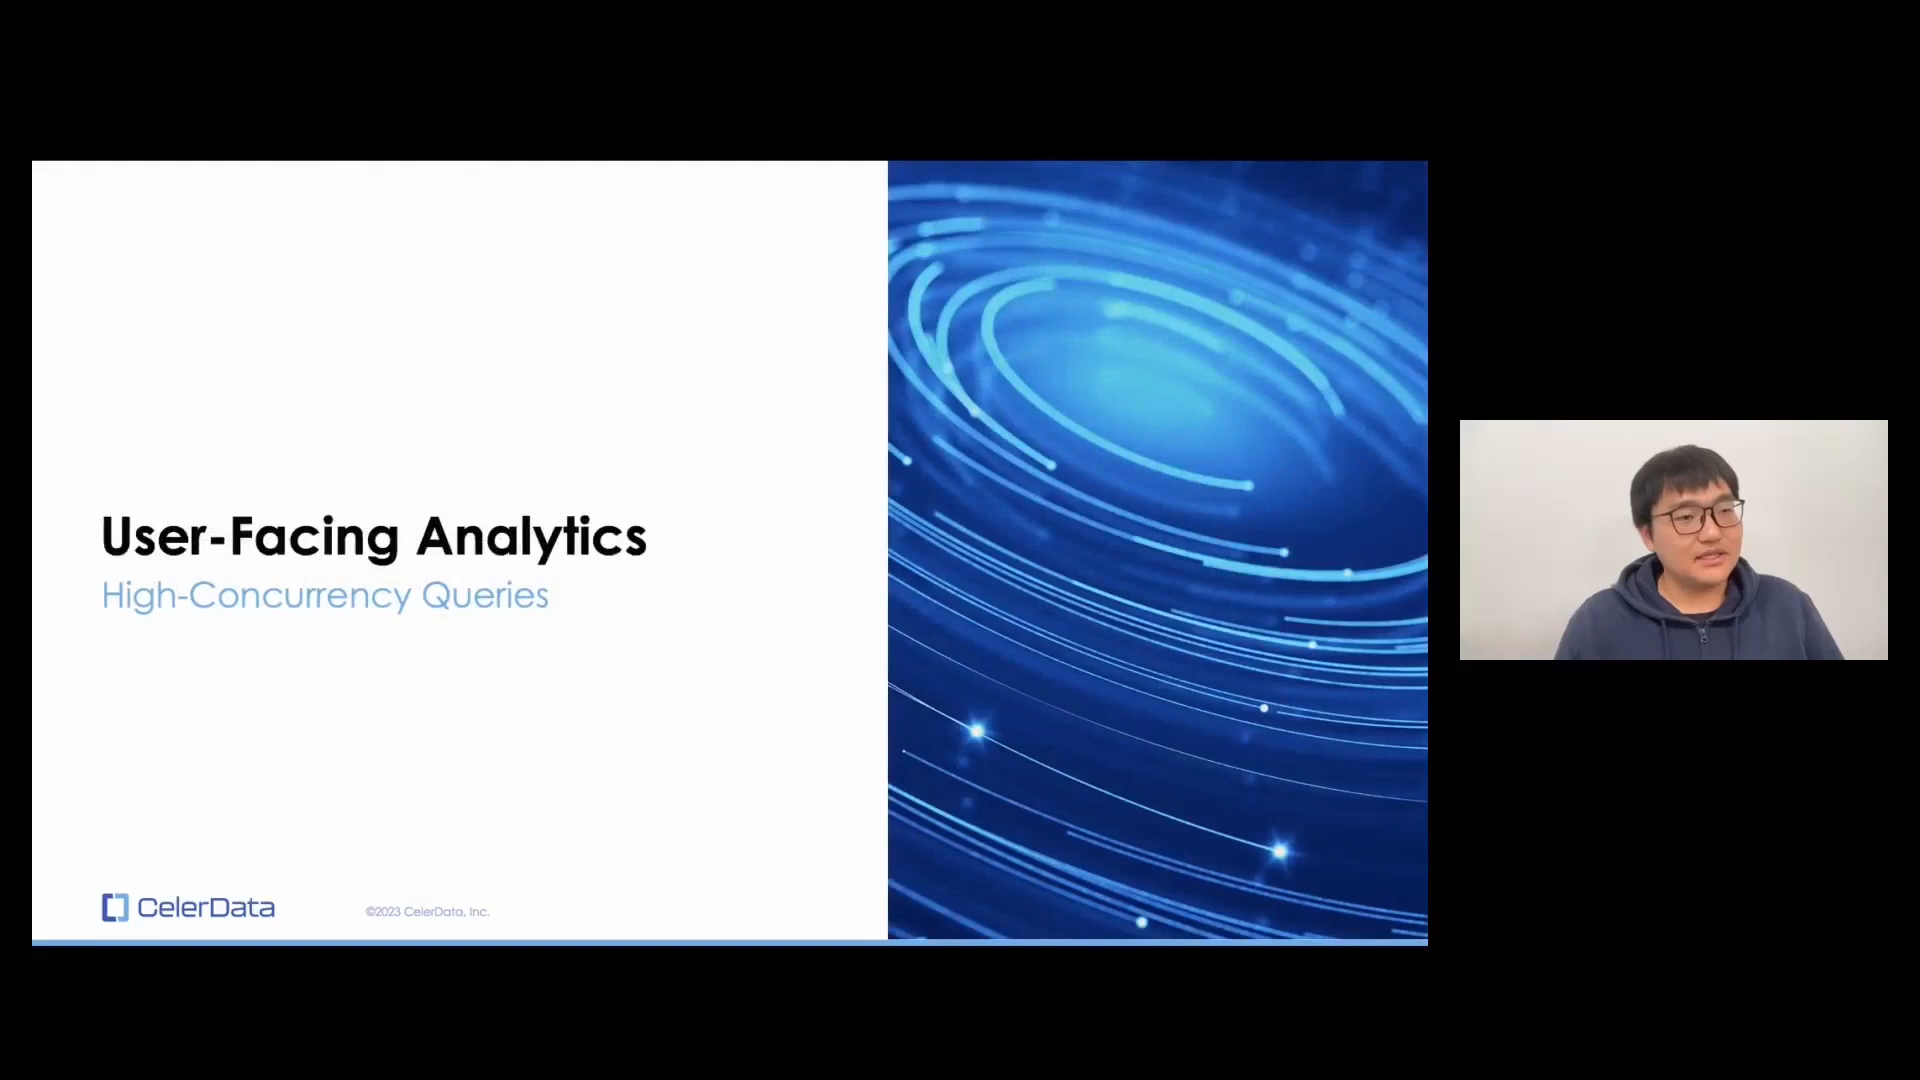 User-Facing Analytics
High-Concurrency Queries
CelerData
©2023 CelerData, Inc.